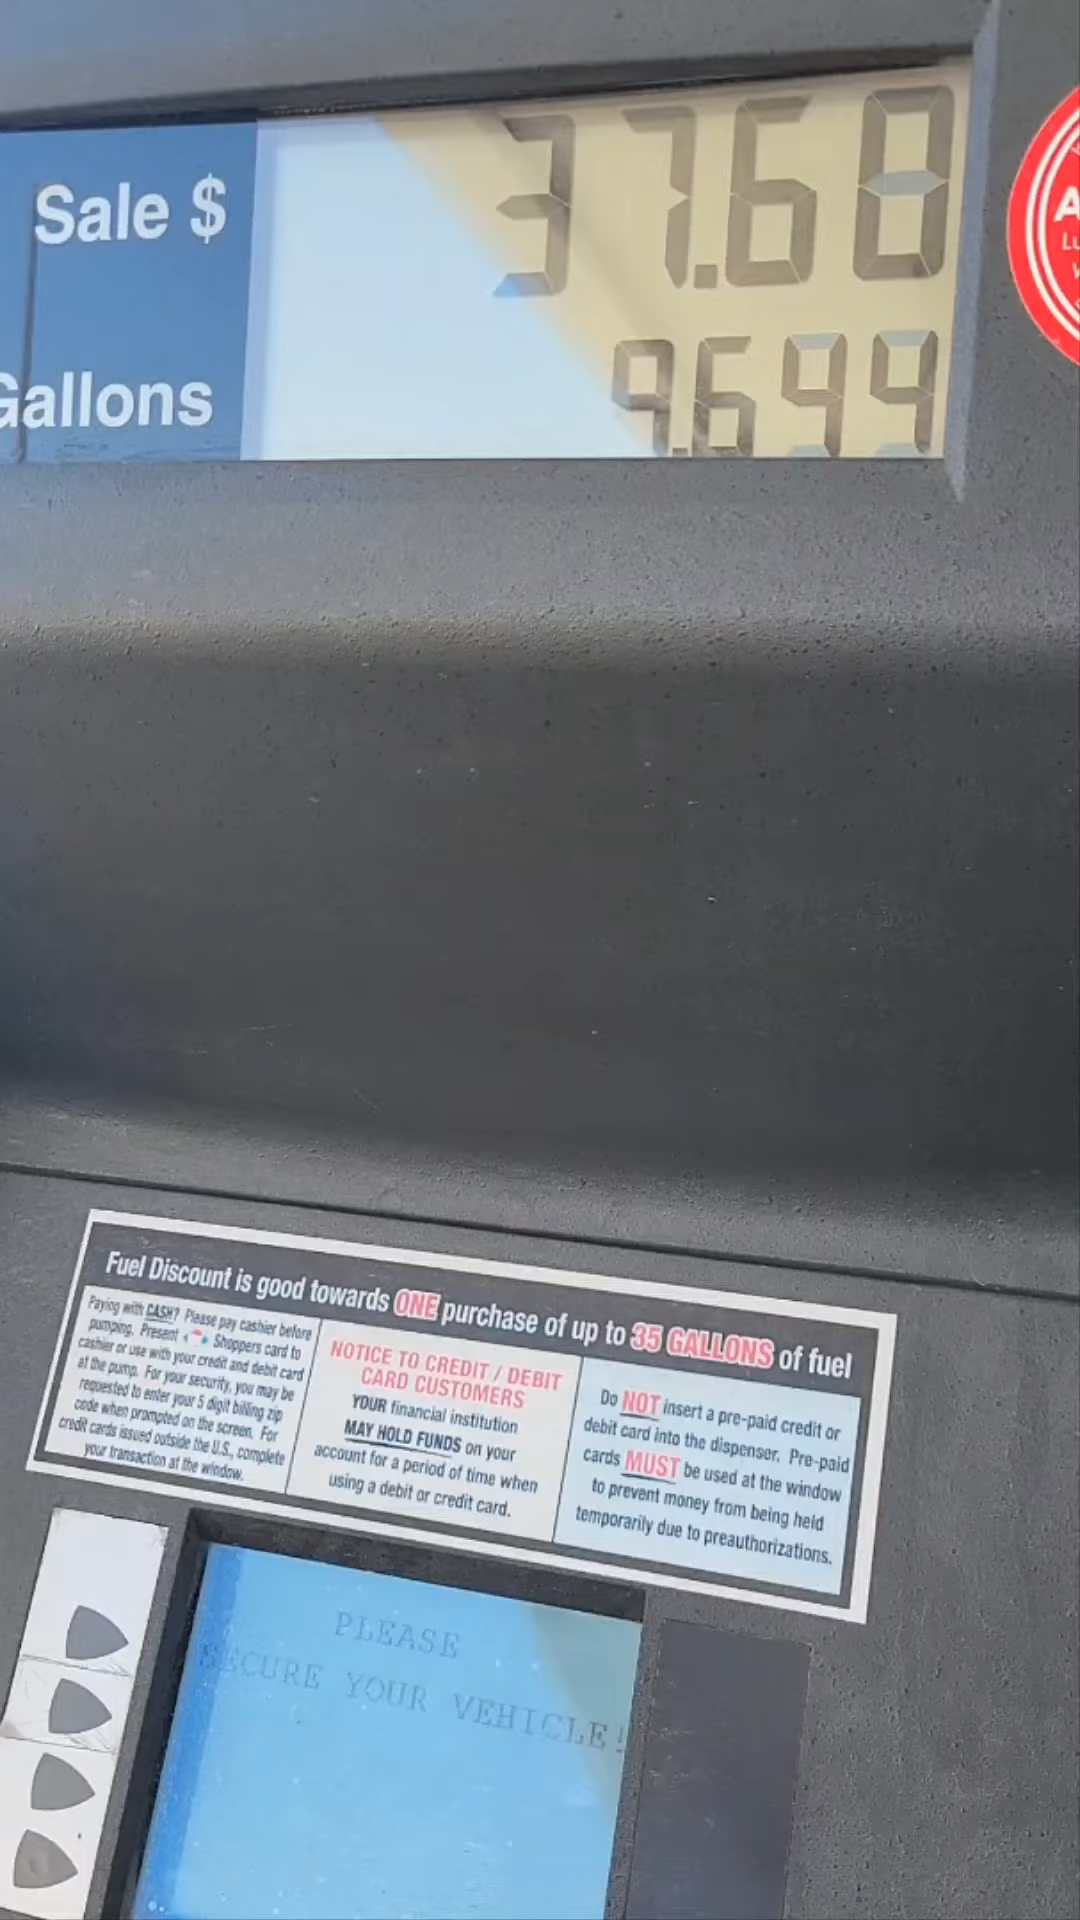 Sale $ 37.60
Gallons 9.644
Fuel Discount is good towards ONE purchase of up to 35 GALLONS of fuel
Paying with CASH? Please pay cashier before
pumping. Present Shoppers card to
cashier or use with your credit and debit card
at the pump. For your security, you may be
requested to enter your 5 digit billing zip
code when prompted on the screen. For
credit cards issued outside the U.S., complete
your transaction at the window.
NOTICE TO CREDIT / DEBIT
CARD CUSTOMERS
YOUR financial institution
MAY HOLD FUNDS on your
account for a period of time when
using a debit or credit card.
Do NOT insert a pre-paid credit or
debit card into the dispenser. Pre-paid
cards MUST be used at the window
to prevent money from being held
temporarily due to preauthorizations.
PLEASE
SECURE YOUR VEHICLE!